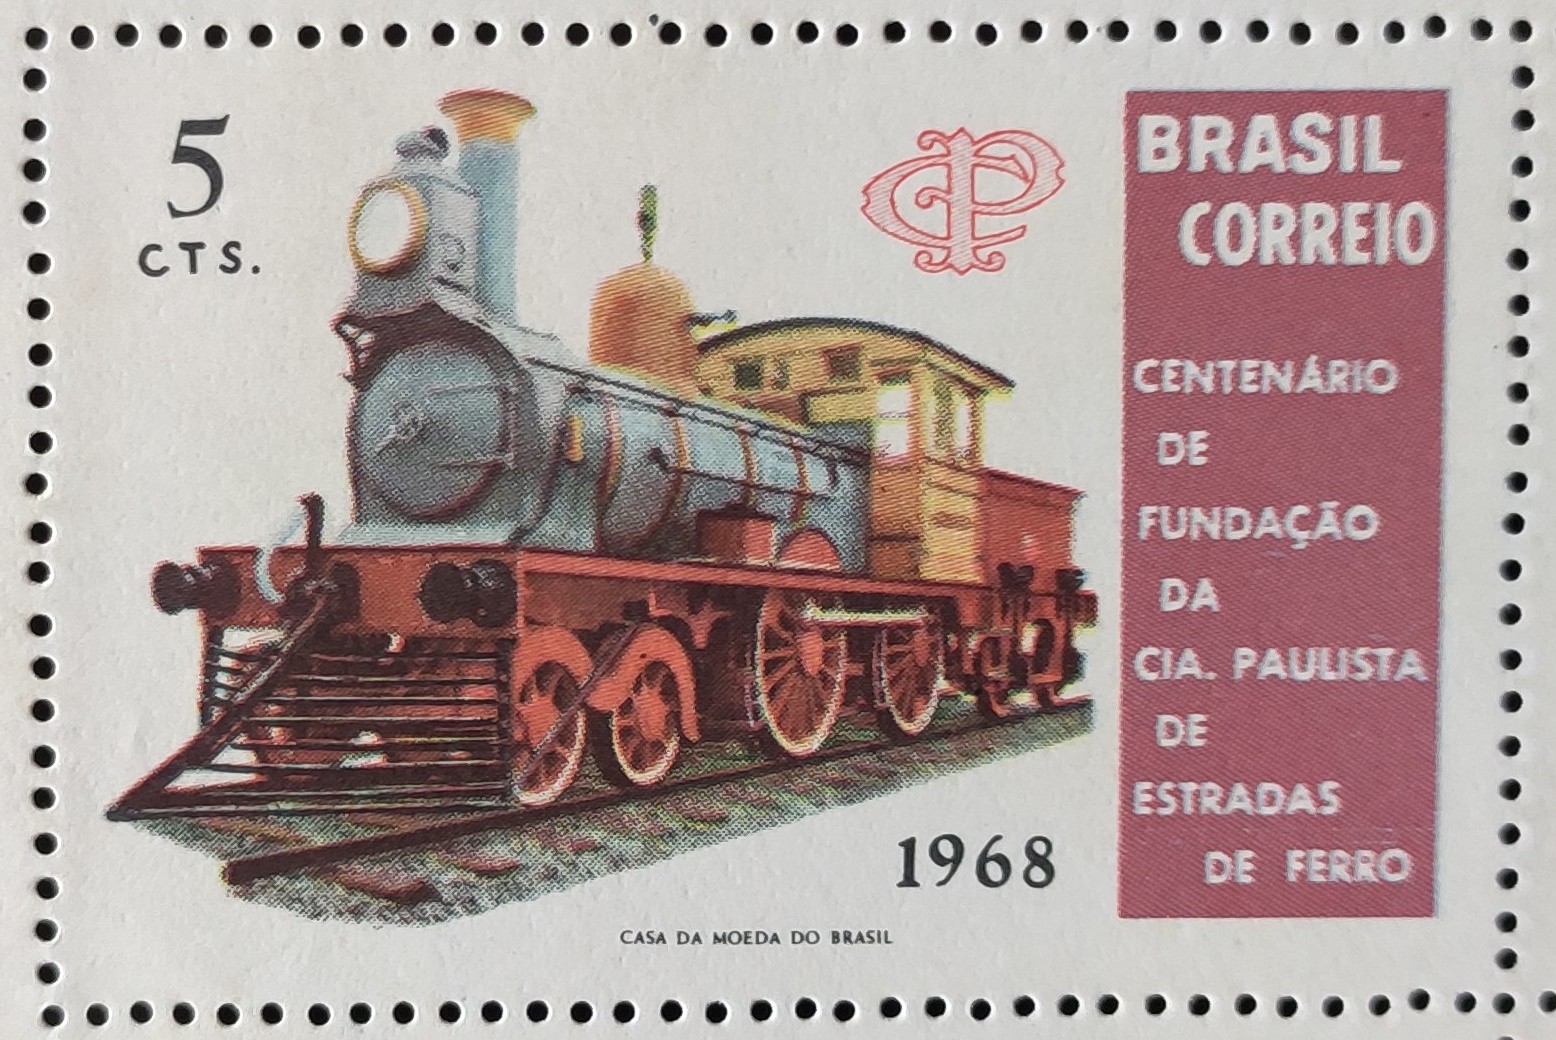 5
CTS.
CP
BRASIL
CORREIO
CENTENÁRIO
DE
FUNDAÇÃO
DA
CIA. PAULISTA
DE
ESTRADAS
DE FERRO
1968
CASA DA MOEDA DO BRASIL